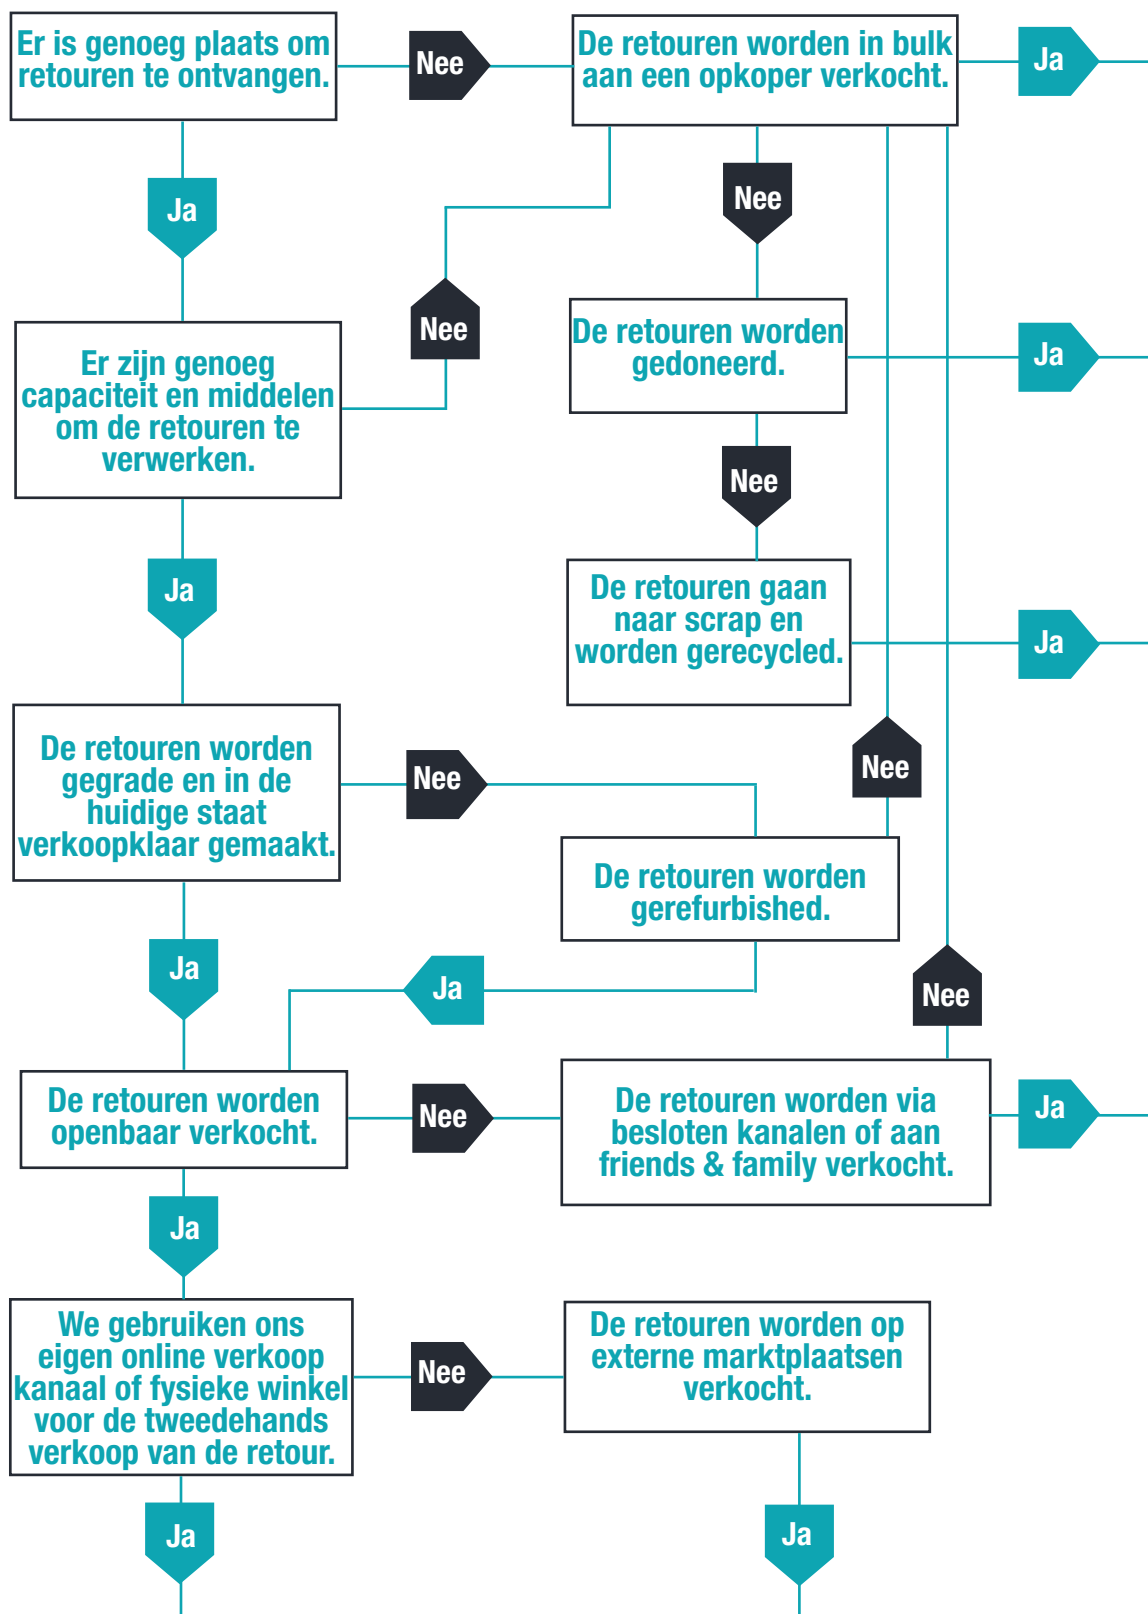 Er is genoeg plaats om
retouren te ontvangen.
Nee
De retouren worden in bulk
aan een opkoper verkocht.
Ja
Ja
Nee
Nee
De retouren worden
gedoneerd.
Ja
Er zijn genoeg
capaciteit en middelen
om de retouren te
verwerken.
Nee
Ja
De retouren gaan
naar scrap en
worden gerecycled.
Ja
De retouren worden
gegrade en in de
huidige staat
verkoopklaar gemaakt.
Nee
Nee
De retouren worden
gerefurbished.
Ja
Ja
Nee
De retouren worden
openbaar verkocht.
Nee
De retouren worden via
besloten kanalen of aan
friends & family verkocht.
Ja
Ja
We gebruiken ons
eigen online verkoop
kanaal of fysieke winkel
voor de tweedehands
verkoop van de retour.
Nee
De retouren worden op
externe marktplaatsen
verkocht.
Ja
Ja